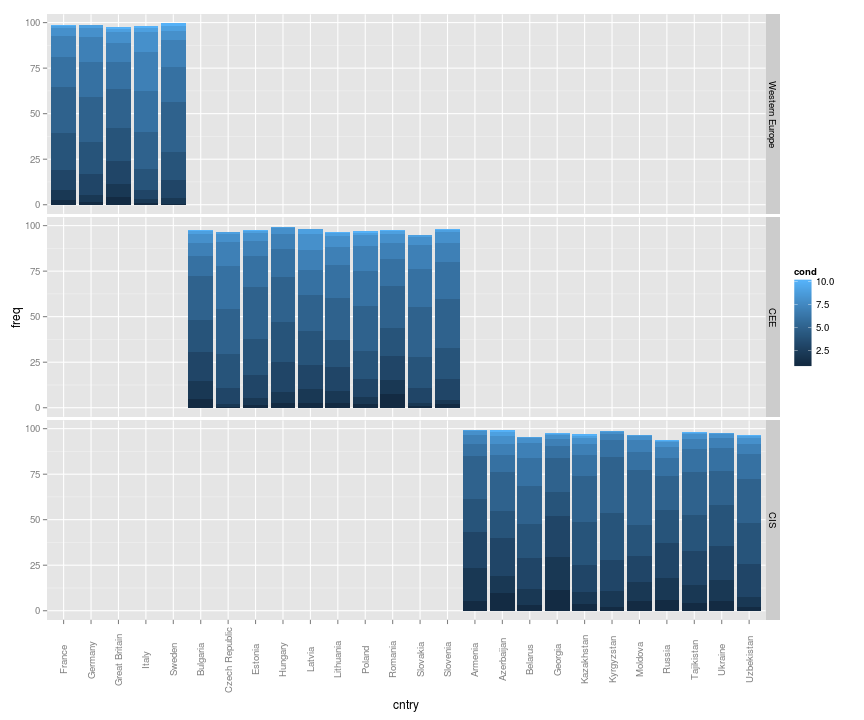 100
75
50
25
0
Western Europe
100
75
50
25
0
CEE
100
75
50
25
0
CIS
freq
France
Germany
Great Britain
Italy
Sweden
Bulgaria
Czech Republic
Estonia
Hungary
Latvia
Lithuania
Poland
Romania
Slovakia
Slovenia
Armenia
Azerbaijan
Belarus
Georgia
Kazakhstan
Kyrgyzstan
Moldova
Russia
Tajikistan
Ukraine
Uzbekistan
cntry
cond
10.0
7.5
5.0
2.5